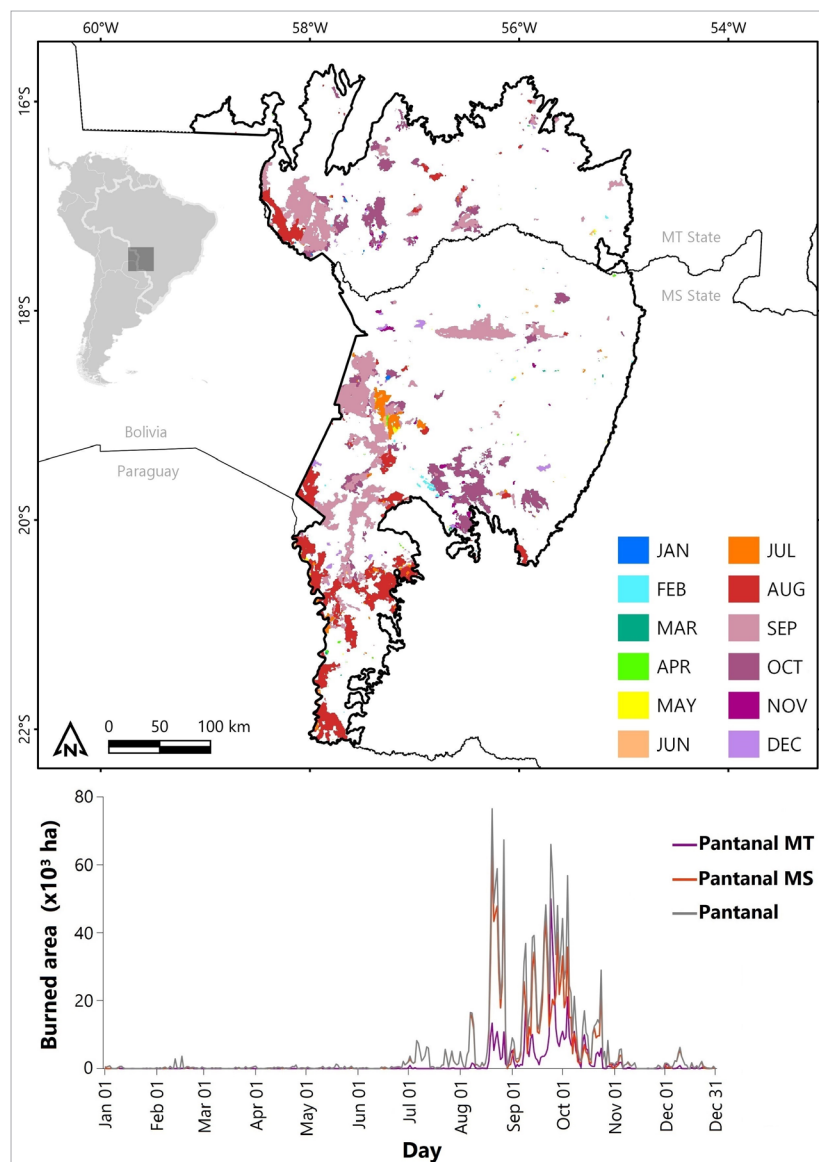 60°W 58°W 56°W 54°W
16°S
MT State
MS State
18°S
Bolivia
Paraguay
20°S
22°S
N
0 50 100 km
JAN JUL
FEB AUG
MAR SEP
APR OCT
MAY NOV
JUN DEC
Burned area (x10³ ha)
80
60
40
20
0
Pantanal MT
Pantanal MS
Pantanal
Jan 01 Feb 01 Mar 01 Apr 01 May 01 Jun 01 Jul 01 Aug 01 Sep 01 Oct 01 Nov 01 Dec 01 Dec 31
Day